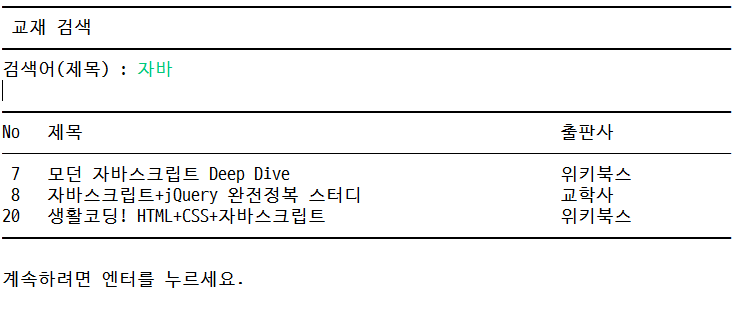 교재 검색
검색어(제목) : 자바
No 제목 출판사
7 모던 자바스크립트 Deep Dive 위키북스
8 자바스크립트+jQuery 완전정복 스터디 교학사
20 생활코딩! HTML+CSS+자바스크립트 위키북스
계속하려면 엔터를 누르세요.